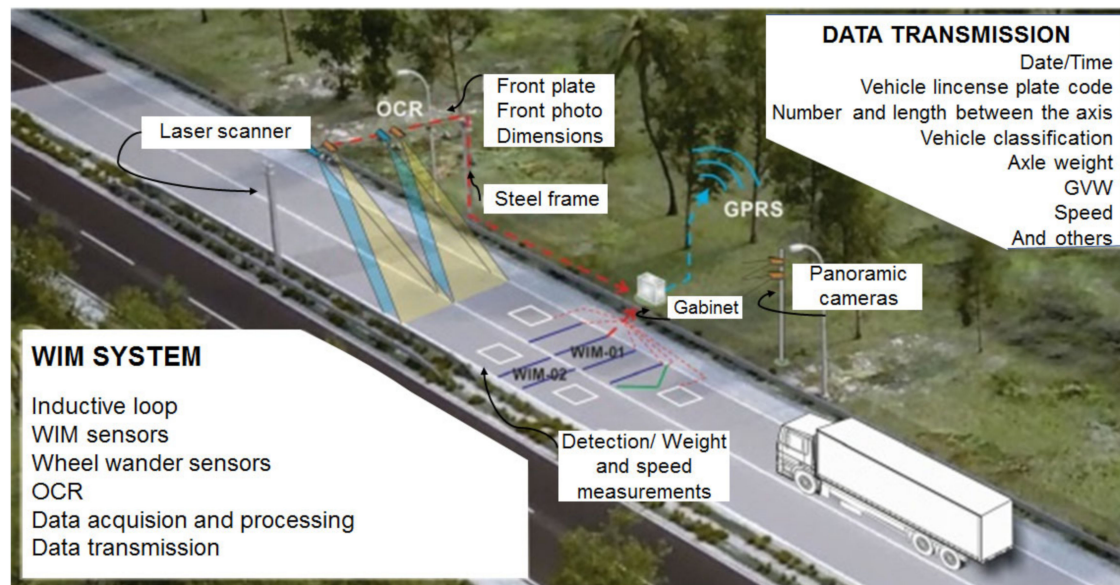 DATA TRANSMISSION
Date/Time
Vehicle lincense plate code
Number and length between the axis
Vehicle classification
Axle weight
GVW
Speed
And others
OCR
Front plate
Front photo
Dimensions
Laser scanner
Steel frame
GPRS
Panoramic
cameras
Gabinet
WIM-01
WIM-02
Detection/ Weight
and speed
measurements
WIM SYSTEM
Inductive loop
WIM sensors
Wheel wander sensors
OCR
Data acquision and processing
Data transmission